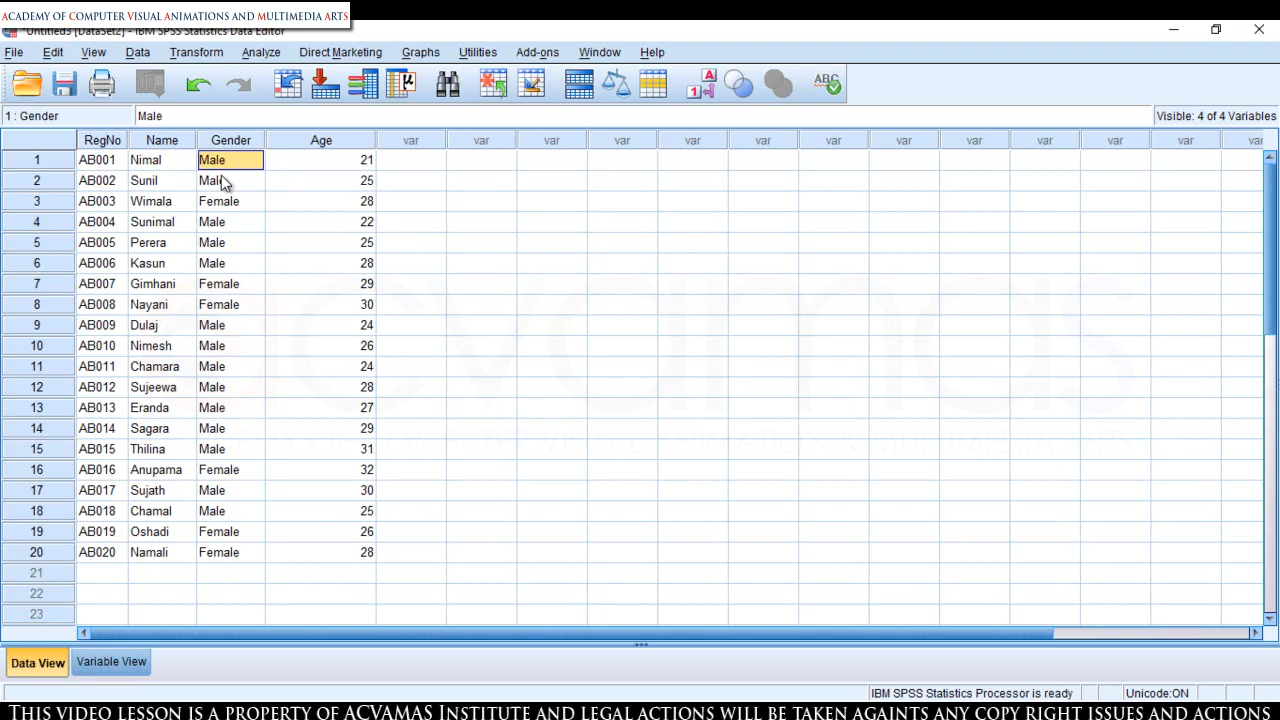 ACADEMY OF COMPUTER VISUAL ANIMATIONS AND MULTIMEDIA ARTS
*Untitled3 [DataSet2] - IBM SPSS Statistics Data Editor
File Edit View Data Transform Analyze Direct Marketing Graphs Utilities Add-ons Window Help
1 : Gender Male Visible: 4 of 4 Variables
RegNo Name Gender Age var var var var var var var var var var var var var
1 AB001 Nimal Male 21
2 AB002 Sunil Male 25
3 AB003 Wimala Female 28
4 AB004 Sunimal Male 22
5 AB005 Perera Male 25
6 AB006 Kasun Male 28
7 AB007 Gimhani Female 29
8 AB008 Nayani Female 30
9 AB009 Dulaj Male 24
10 AB010 Nimesh Male 26
11 AB011 Chamara Male 24
12 AB012 Sujeewa Male 28
13 AB013 Eranda Male 27
14 AB014 Sagara Male 29
15 AB015 Thilina Male 31
16 AB016 Anupama Female 32
17 AB017 Sujath Male 30
18 AB018 Chamal Male 25
19 AB019 Oshadi Female 26
20 AB020 Namali Female 28
21
22
23
Data View Variable View
IBM SPSS Statistics Processor is ready Unicode:ON
THIS VIDEO LESSON IS A PROPERTY OF ACVAMAS INSTITUTE AND LEGAL ACTIONS WILL BE TAKEN AGAINTS ANY COPY RIGHT ISSUES AND ACTIONS